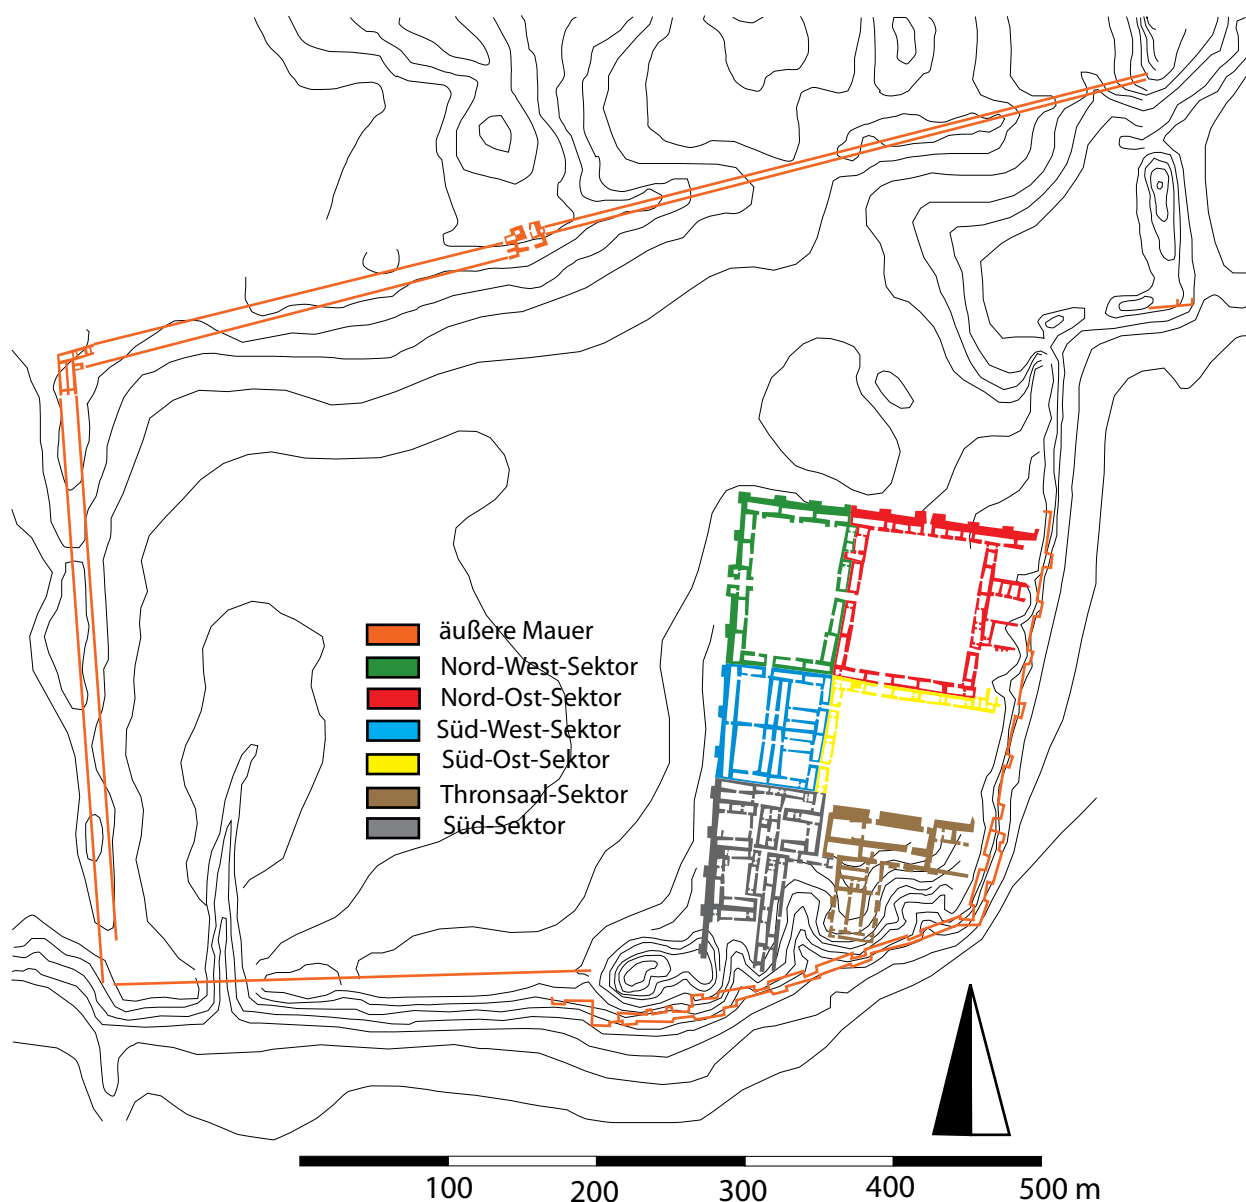 äußere Mauer
Nord-West-Sektor
Nord-Ost-Sektor
Süd-West-Sektor
Süd-Ost-Sektor
Thronsaal-Sektor
Süd-Sektor
100 200 300 400 500 m